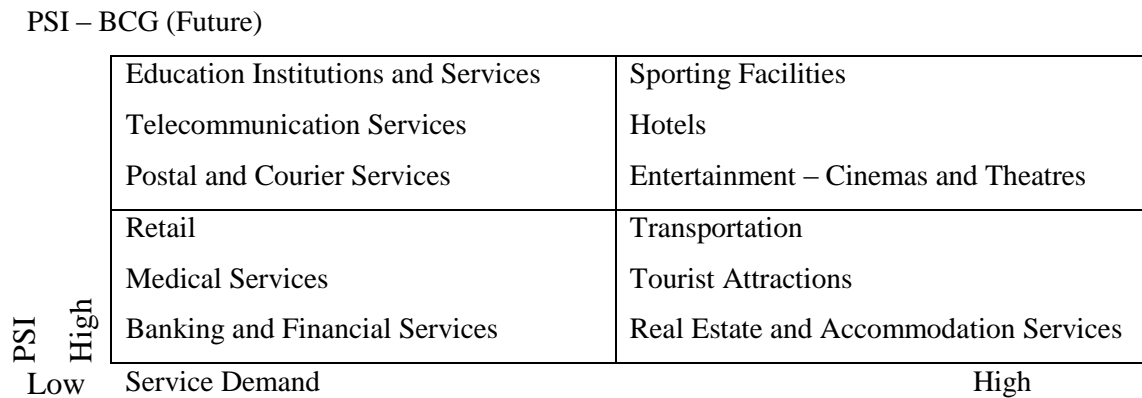 PSI – BCG (Future)
Education Institutions and Services
Telecommunication Services
Postal and Courier Services
Sporting Facilities
Hotels
Entertainment – Cinemas and Theatres
Retail
Medical Services
Banking and Financial Services
Transportation
Tourist Attractions
Real Estate and Accommodation Services
PSI
High
Low
Service Demand
High